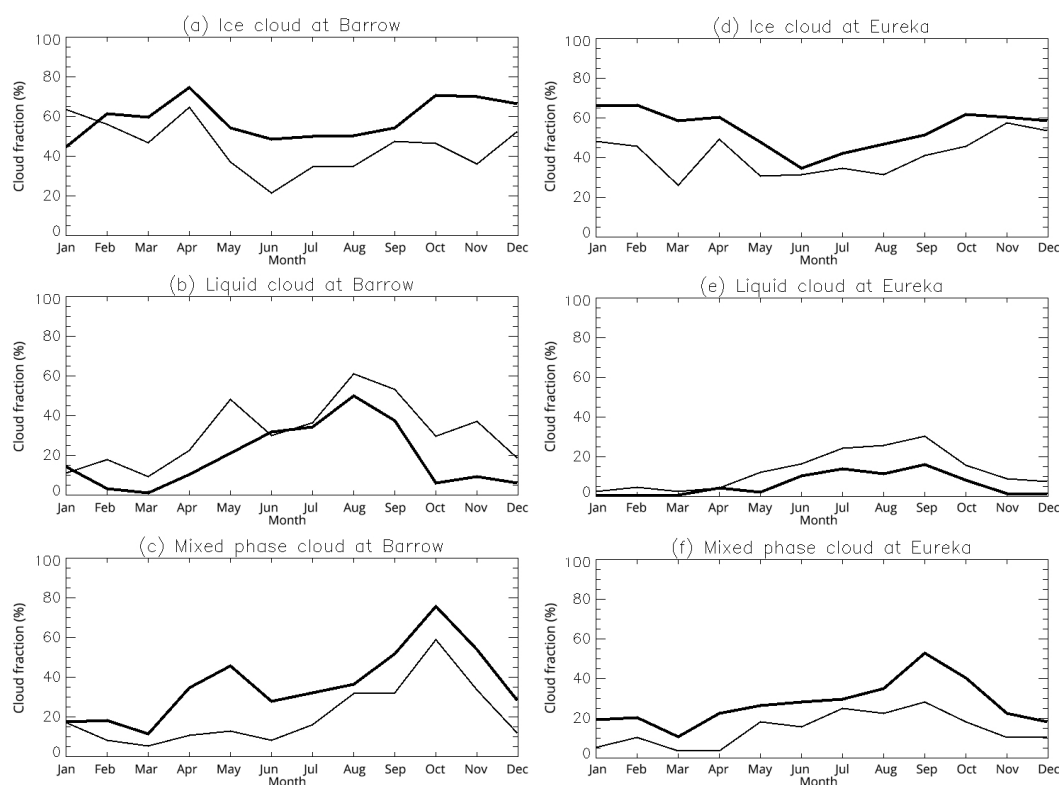 (a) Ice cloud at Barrow
100
80
60
40
20
0
Cloud fraction (%)
Jan Feb Mar Apr May Jun Jul Aug Sep Oct Nov Dec
Month
(d) Ice cloud at Eureka
100
80
60
40
20
0
Cloud fraction (%)
Jan Feb Mar Apr May Jun Jul Aug Sep Oct Nov Dec
Month
(b) Liquid cloud at Barrow
100
80
60
40
20
0
Cloud fraction (%)
Jan Feb Mar Apr May Jun Jul Aug Sep Oct Nov Dec
Month
(e) Liquid cloud at Eureka
100
80
60
40
20
0
Cloud fraction (%)
Jan Feb Mar Apr May Jun Jul Aug Sep Oct Nov Dec
Month
(c) Mixed phase cloud at Barrow
100
80
60
40
20
0
Cloud fraction (%)
Jan Feb Mar Apr May Jun Jul Aug Sep Oct Nov Dec
Month
(f) Mixed phase cloud at Eureka
100
80
60
40
20
0
Cloud fraction (%)
Jan Feb Mar Apr May Jun Jul Aug Sep Oct Nov Dec
Month